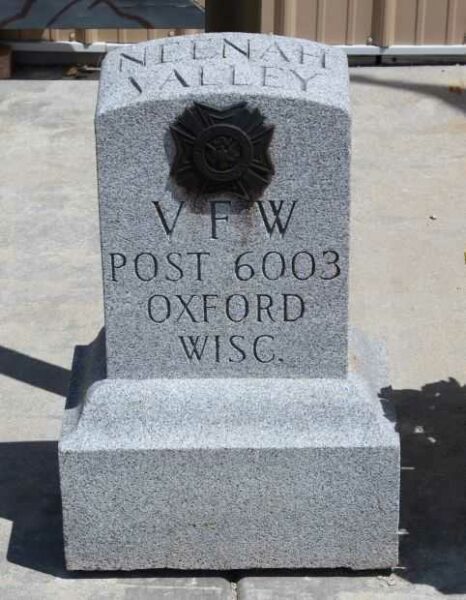 NEENAH
VALLEY
V F W
POST 6003
OXFORD
WISC.